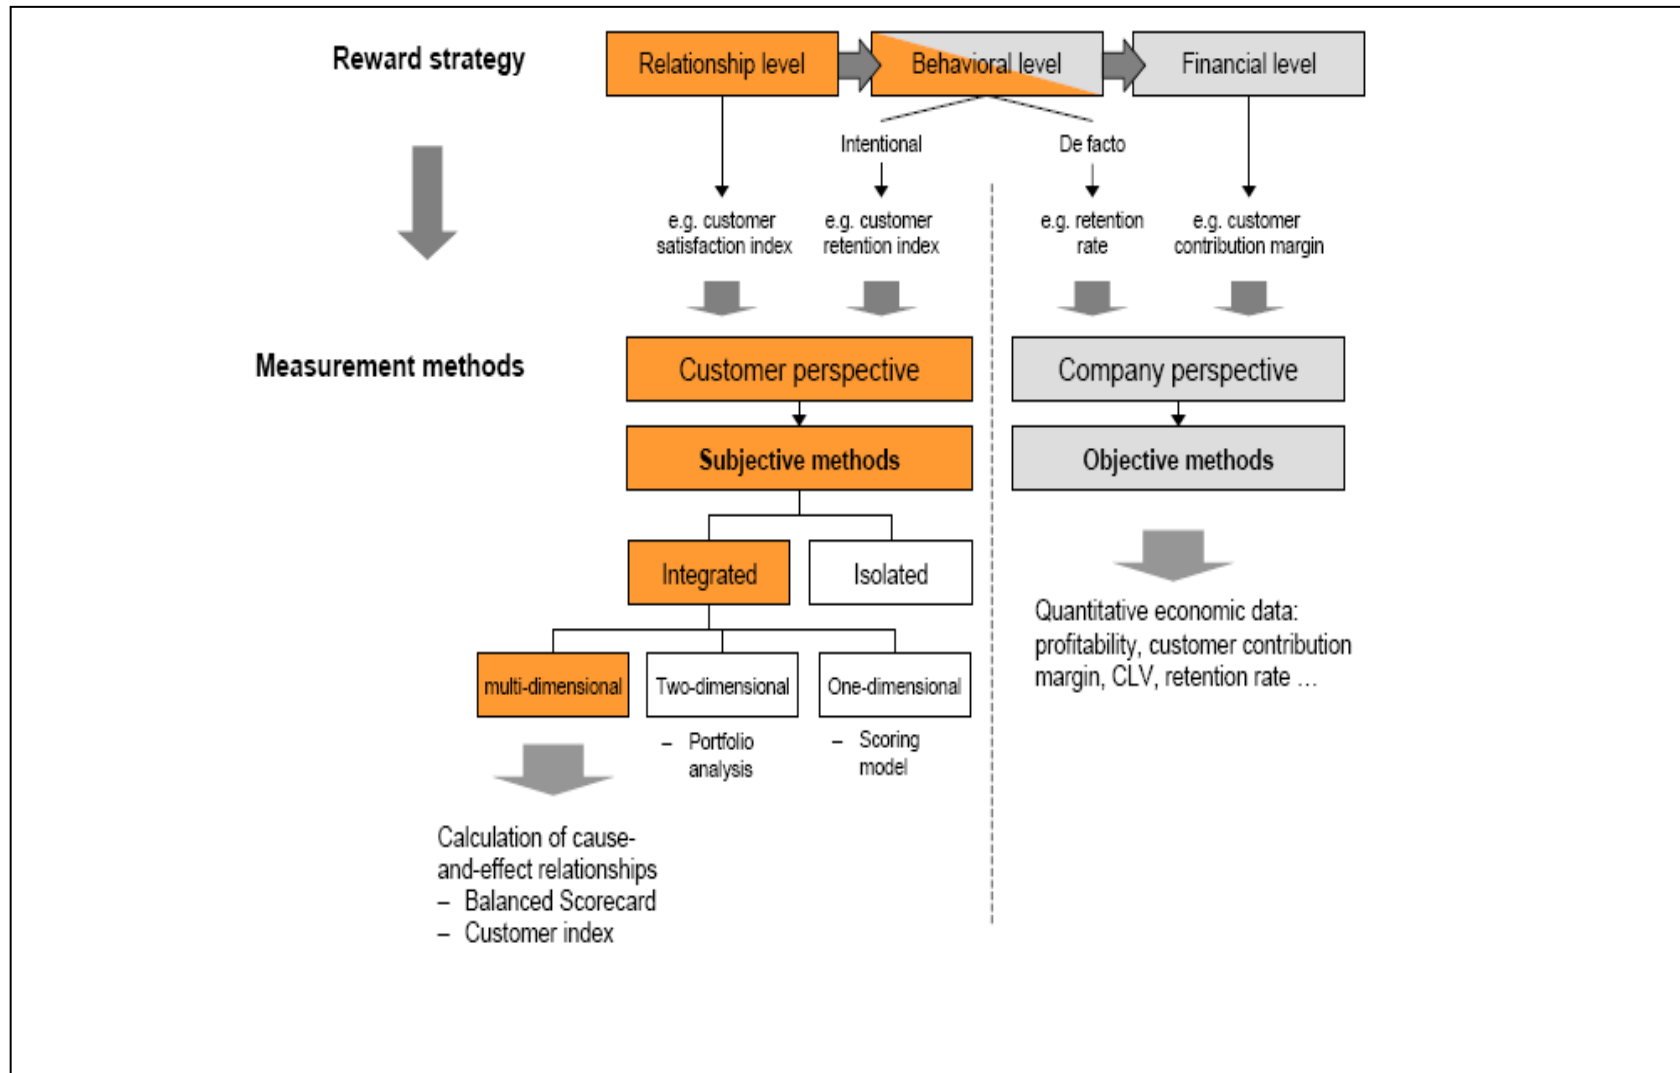 Reward strategy
Relationship level
Behavioral level
Financial level
Intentional
De facto
e.g. customer
satisfaction index
e.g. customer
retention index
e.g. retention
rate
e.g. customer
contribution margin
Measurement methods
Customer perspective
Company perspective
Subjective methods
Objective methods
Integrated
Isolated
Quantitative economic data:
profitability, customer contribution
margin, CLV, retention rate ...
multi-dimensional
Two-dimensional
One-dimensional
– Portfolio
analysis
– Scoring
model
Calculation of cause-
and-effect relationships
– Balanced Scorecard
– Customer index